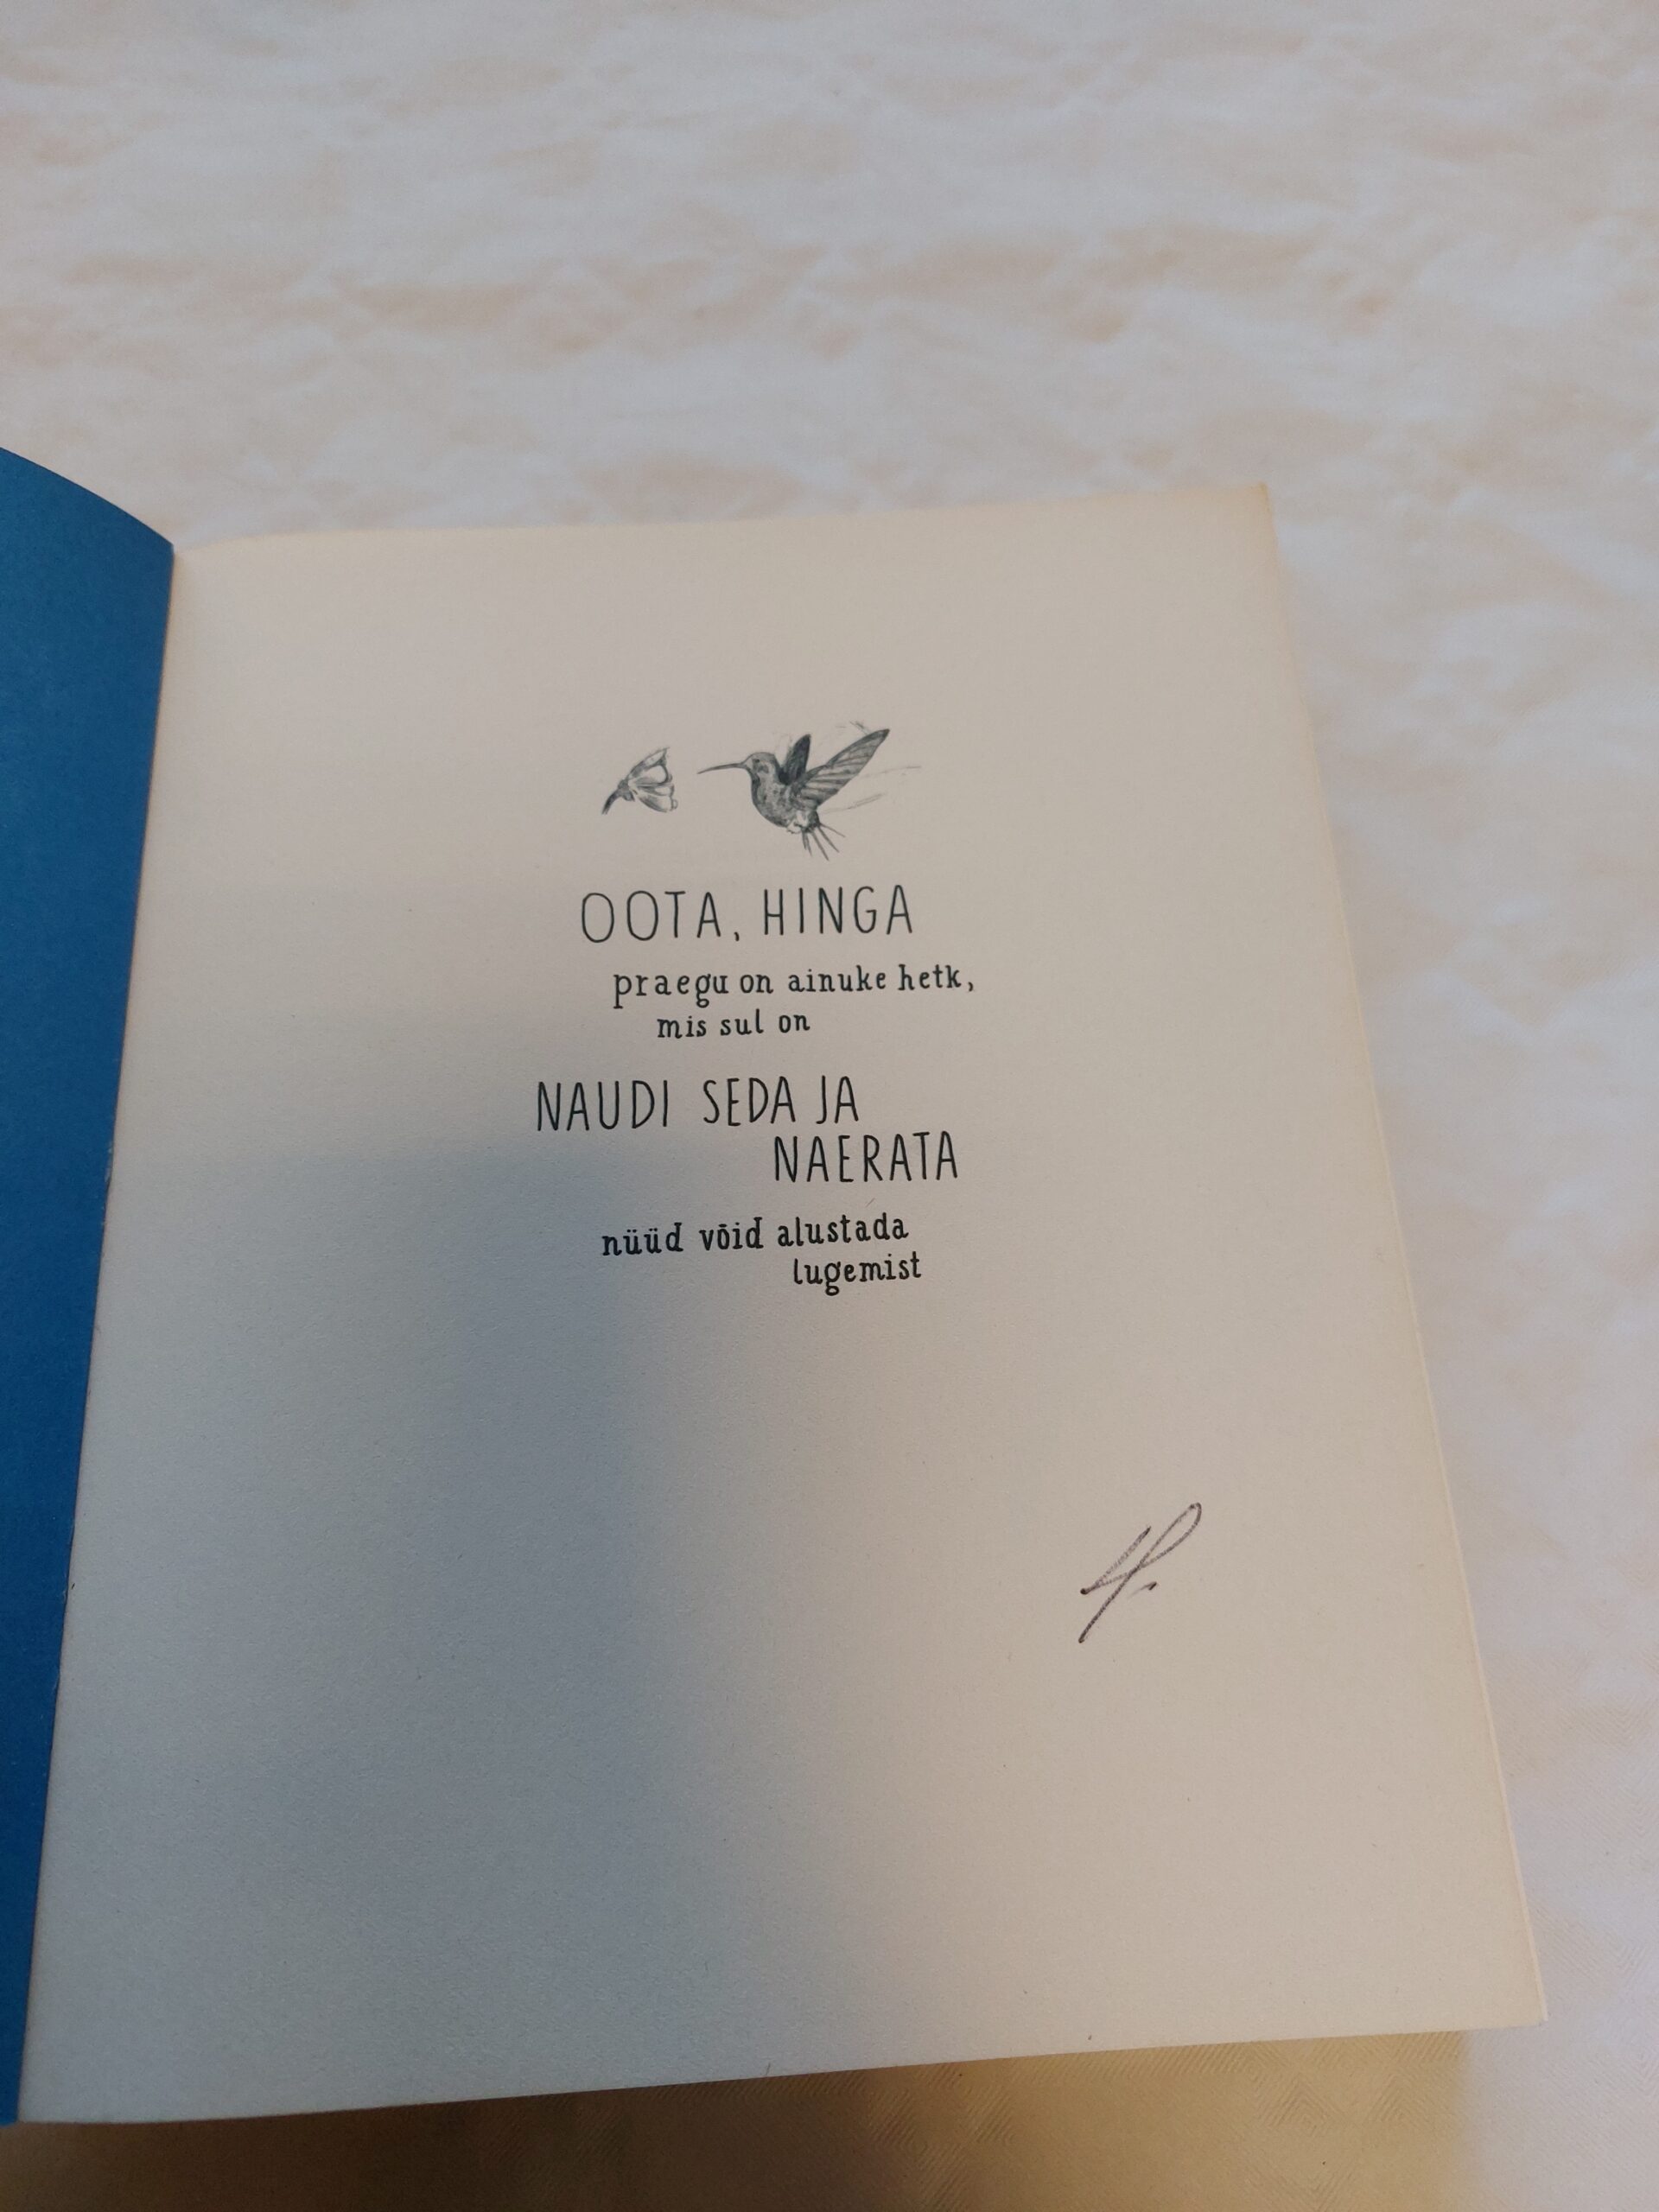 OOTA, HINGA
praegu on ainuke hetk,
mis sul on
NAUDI SEDA JA
NAERATA
nüüd võid alustada
lugemist